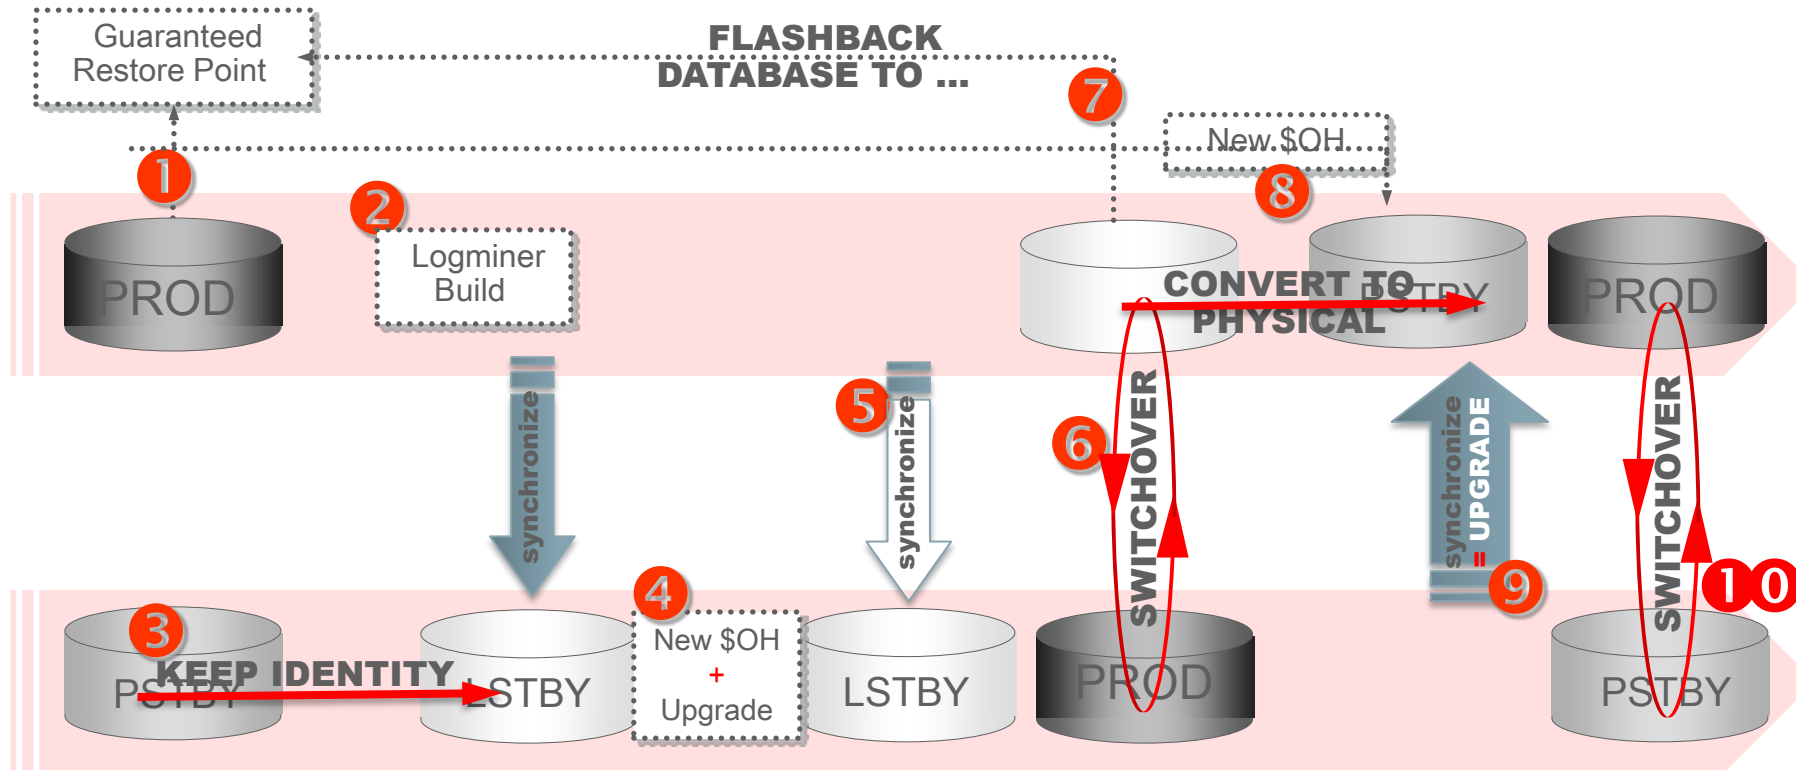 Guaranteed
Restore Point
FLASHBACK
DATABASE TO ...
7
New $OH
1
8
2
Logminer
Build
PROD
CONVERT TO
PHYSICAL
PSTBY
PROD
5
synchronize
synchronize
6
SWITCHOVER
synchronize
= UPGRADE
SWITCHOVER
9
10
3
KEEP IDENTITY
PSTBY
LSTBY
4
New $OH
+
Upgrade
LSTBY
PROD
PSTBY